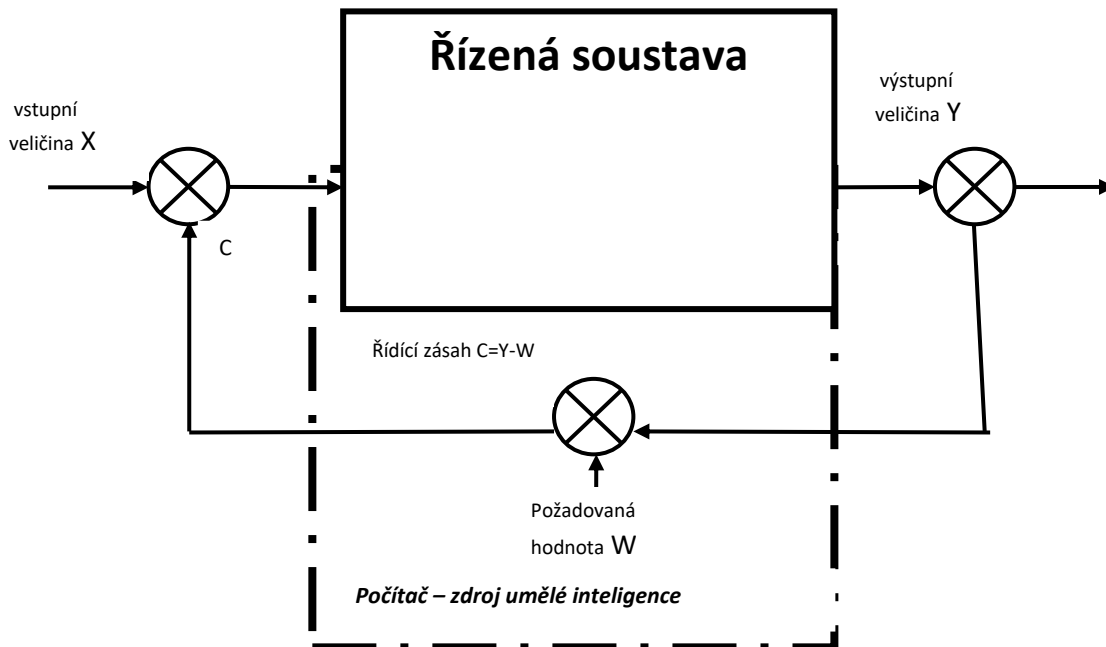 Řízená soustava
vstupní
veličina X
výstupní
veličina Y
C
Řídící zásah C=Y-W
Požadovaná
hodnota W
Počítač – zdroj umělé inteligence